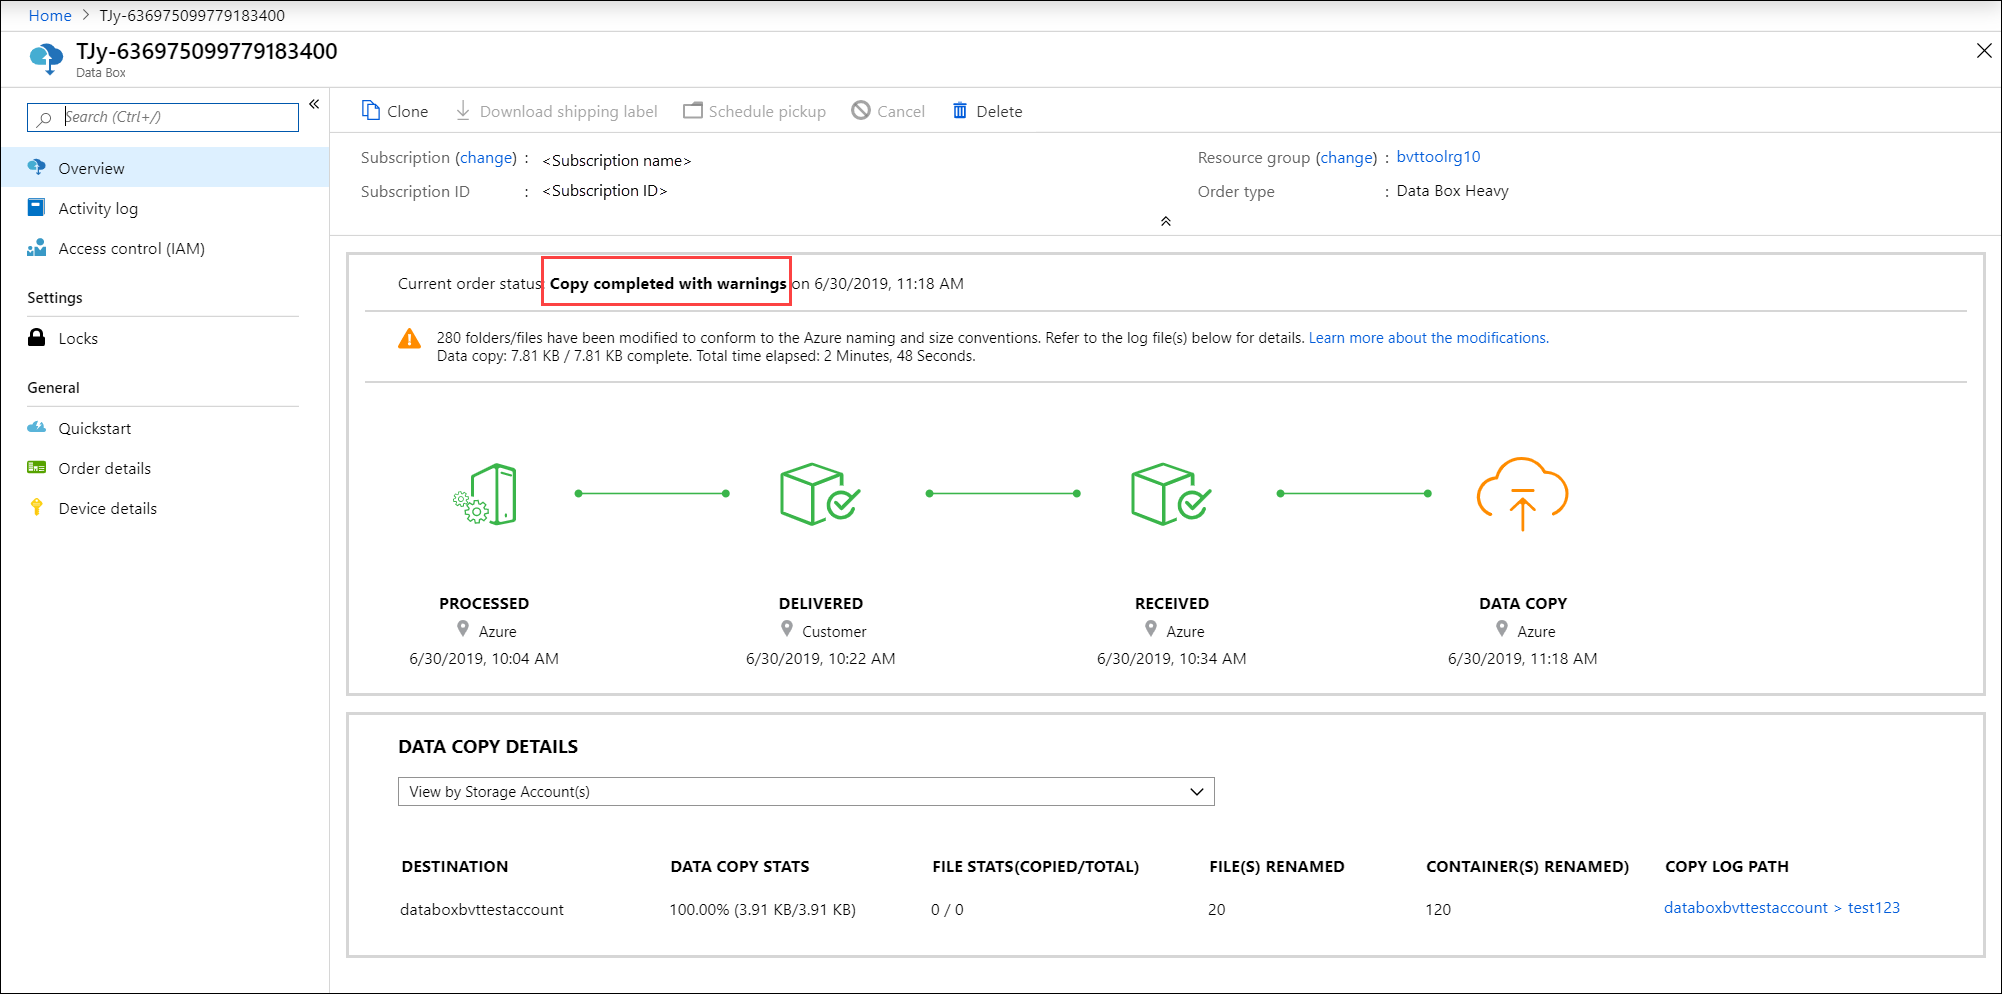 Home > TJy-636975099779183400
TJy-636975099779183400
Data Box
Search (Ctrl+/)
«
Overview
Activity log
Access control (IAM)
Settings
Locks
General
Quickstart
Order details
Device details
Clone Download shipping label Schedule pickup Cancel Delete
Subscription (change) : <Subscription name>
Subscription ID : <Subscription ID>
Resource group (change) : bvttoolrg10
Order type : Data Box Heavy
Current order status: Copy completed with warnings on 6/30/2019, 11:18 AM
280 folders/files have been modified to conform to the Azure naming and size conventions. Refer to the log file(s) below for details. Learn more about the modifications.
Data copy: 7.81 KB / 7.81 KB complete. Total time elapsed: 2 Minutes, 48 Seconds.
PROCESSED DELIVERED RECEIVED DATA COPY
Azure Customer Azure Azure
6/30/2019, 10:04 AM 6/30/2019, 10:22 AM 6/30/2019, 10:34 AM 6/30/2019, 11:18 AM
DATA COPY DETAILS
View by Storage Account(s)
DESTINATION DATA COPY STATS FILE STATS(COPIED/TOTAL) FILE(S) RENAMED CONTAINER(S) RENAMED) COPY LOG PATH
databoxbvttestaccount 100.00% (3.91 KB/3.91 KB) 0 / 0 20 120 databoxbvttestaccount > test123